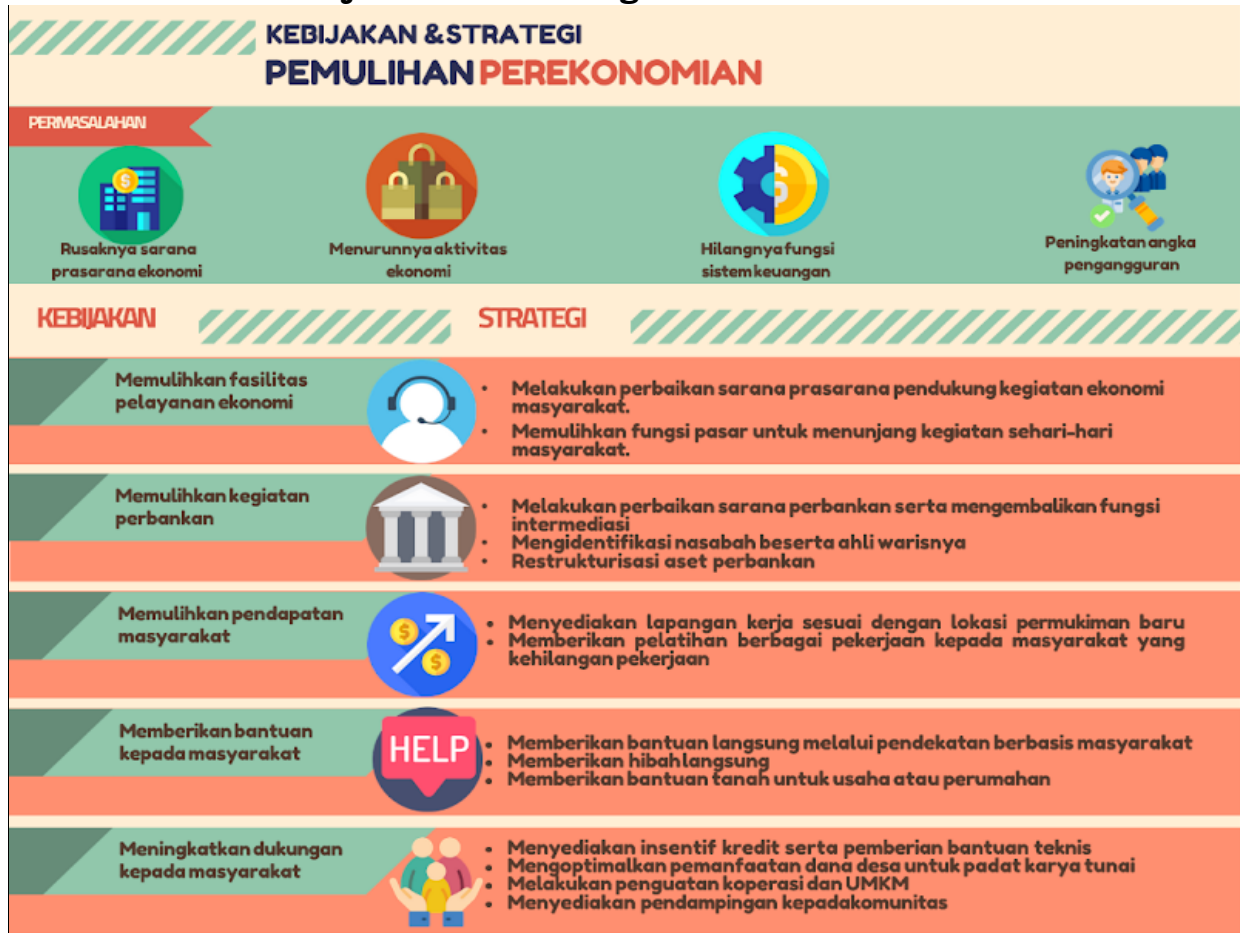 KEBIJAKAN & STRATEGI
PEMULIHAN PEREKONOMIAN
PERMASALAHAN
Rusaknya sarana
prasarana ekonomi
Menurunnya aktivitas
ekonomi
Hilangnya fungsi
sistem keuangan
Peningkatan angka
pengangguran
KEBIJAKAN
STRATEGI
Memulihkan fasilitas
pelayanan ekonomi
• Melakukan perbaikan sarana prasarana pendukung kegiatan ekonomi
masyarakat.
• Memulihkan fungsi pasar untuk menunjang kegiatan sehari-hari
masyarakat.
Memulihkan kegiatan
perbankan
• Melakukan perbaikan sarana perbankan serta mengembalikan fungsi
intermediasi
• Mengidentifikasi nasabah beserta ahli warisnya
• Restrukturisasi aset perbankan
Memulihkan pendapatan
masyarakat
• Menyediakan lapangan kerja sesuai dengan lokasi permukiman baru
• Memberikan pelatihan berbagai pekerjaan kepada masyarakat yang
kehilangan pekerjaan
Memberikan bantuan
kepada masyarakat
HELP
• Memberikan bantuan langsung melalui pendekatan berbasis masyarakat
• Memberikan hibah langsung
• Memberikan bantuan tanah untuk usaha atau perumahan
Meningkatkan dukungan
kepada masyarakat
• Menyediakan insentif kredit serta pemberian bantuan teknis
• Mengoptimalkan pemanfaatan dana desa untuk padat karya tunai
• Melakukan penguatan koperasi dan UMKM
• Menyediakan pendampingan kepadakomunitas